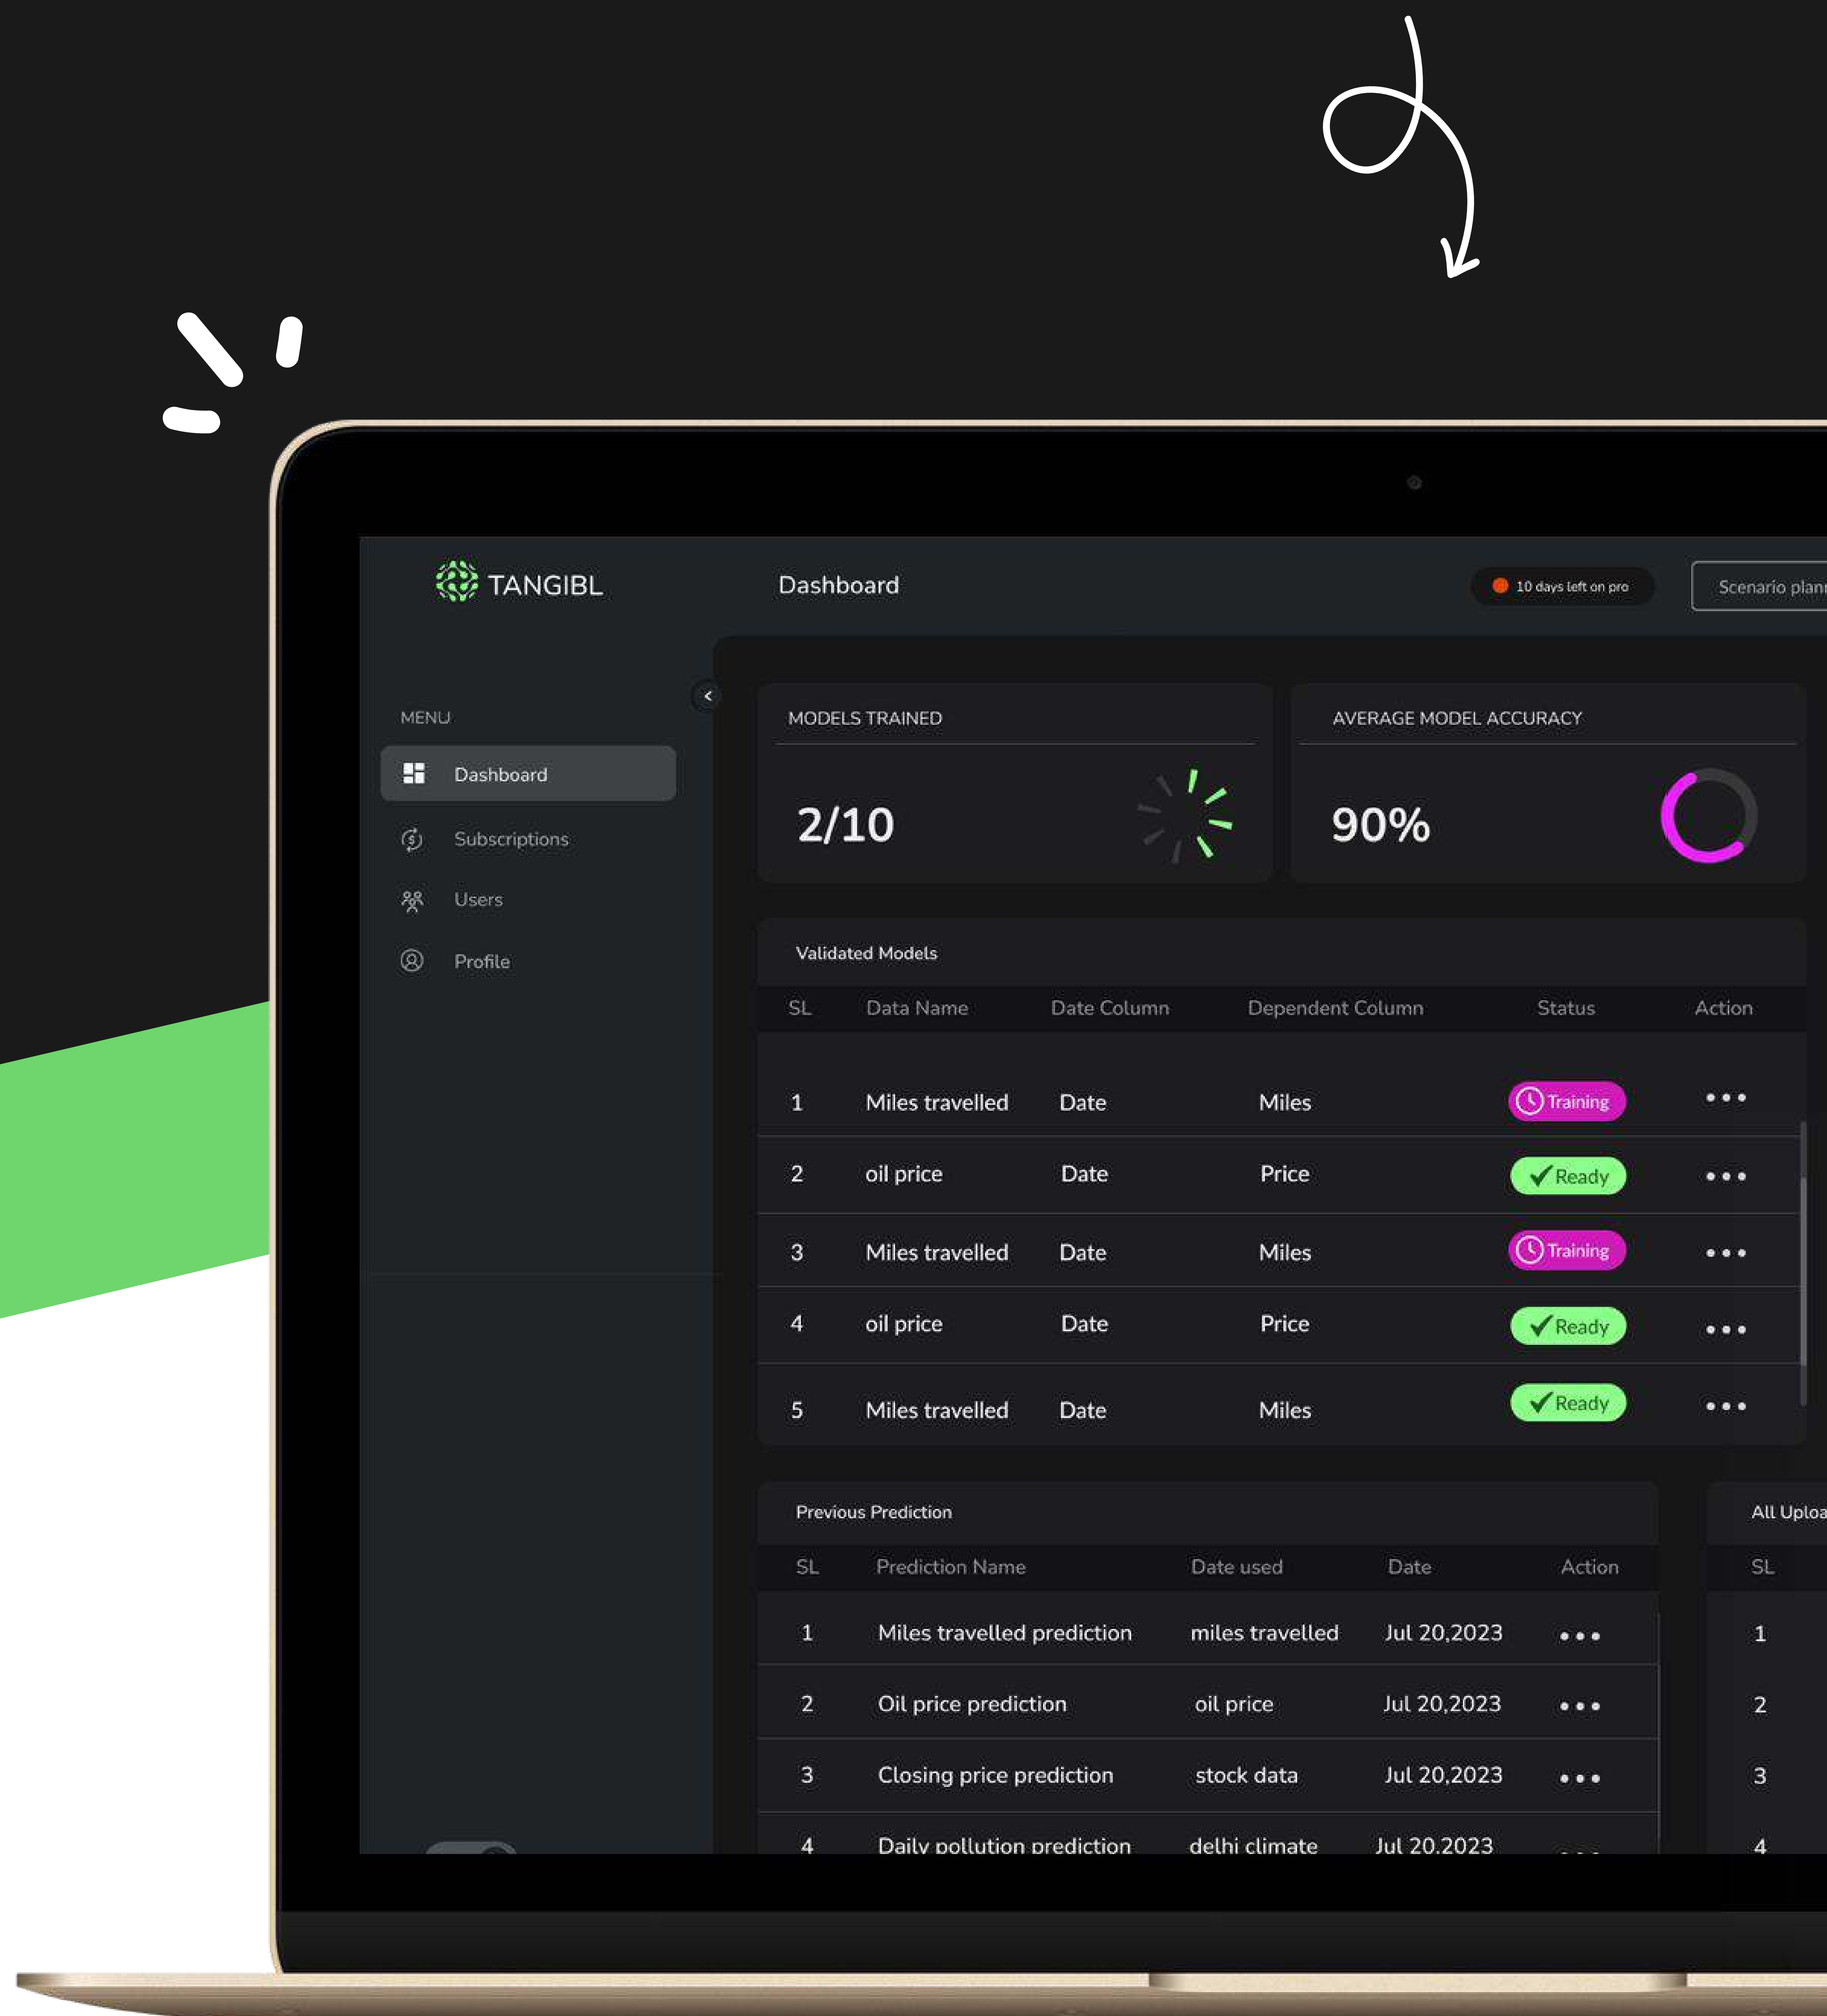 TANGIBL
Dashboard
10 days left on pro
Scenario plan
MENU
Dashboard
Subscriptions
Users
Profile
MODELS TRAINED
2/10
AVERAGE MODEL ACCURACY
90%
Validated Models
SL Data Name Date Column Dependent Column Status Action
1 Miles travelled Date Miles Training
2 oil price Date Price Ready
3 Miles travelled Date Miles Training
4 oil price Date Price Ready
5 Miles travelled Date Miles Ready
Previous Prediction
SL Prediction Name Date used Date Action
1 Miles travelled prediction miles travelled Jul 20,2023
2 Oil price prediction oil price Jul 20,2023
3 Closing price prediction stock data Jul 20,2023
4 Daily pollution prediction delhi climate Jul 20,2023
All Uploa
SL
1
2
3
4